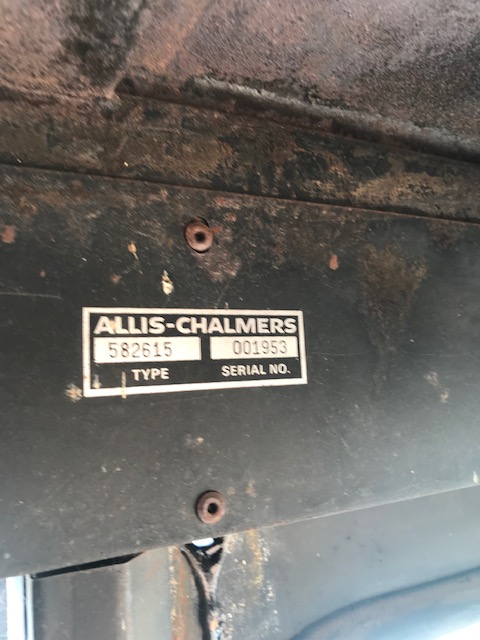 ALLIS-CHALMERS
582615 001953
TYPE SERIAL NO.